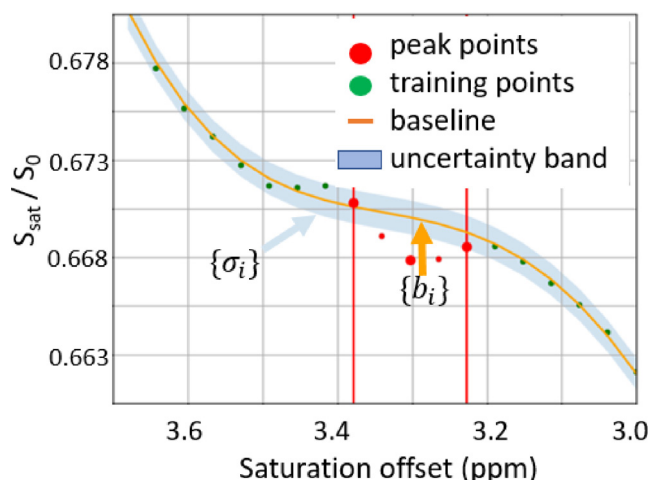 peak points
training points
baseline
uncertainty band
0.678
0.673
0.668
0.663
S_sat / S_0
{σ_i}
{b_i}
3.6
3.4
3.2
3.0
Saturation offset (ppm)